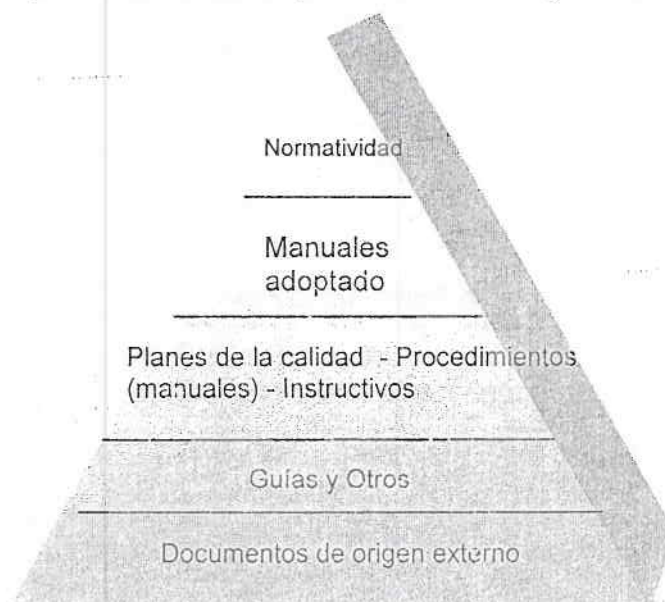 Normatividad
Manuales
adoptado
Planes de la calidad - Procedimientos
(manuales) - Instructivos
Guías y Otros
Documentos de origen externo